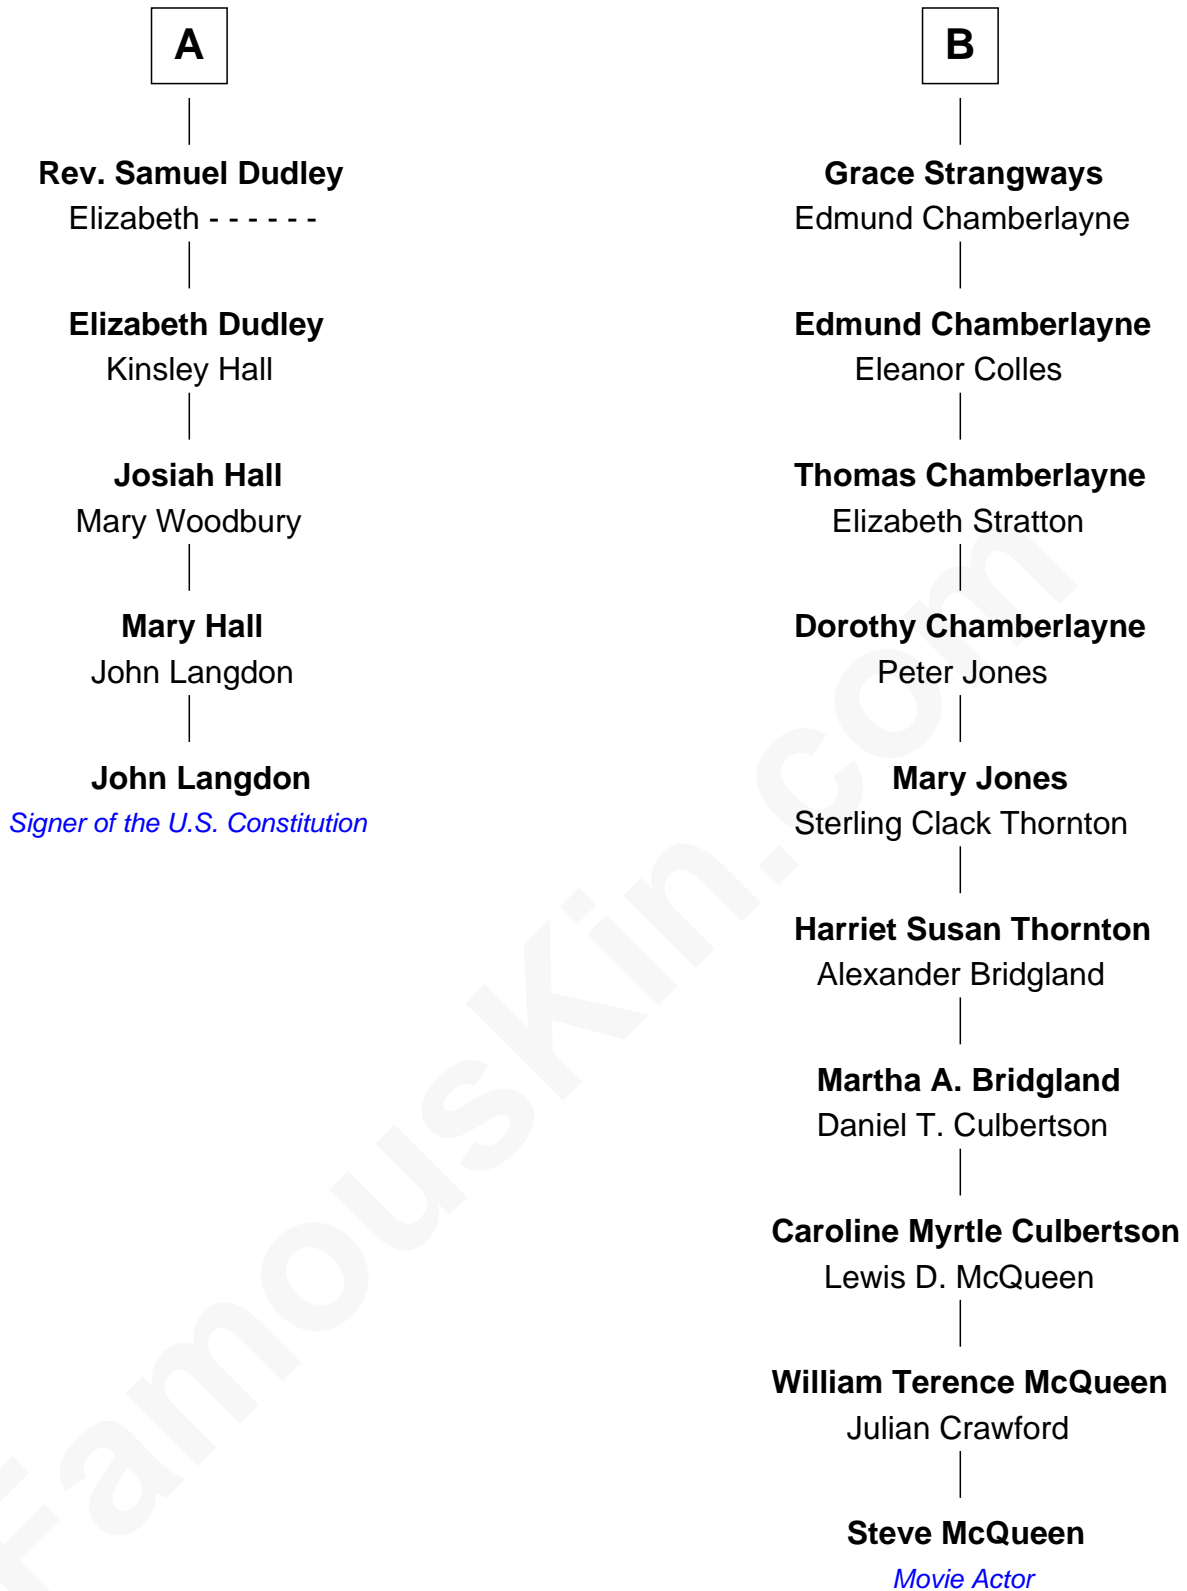 A
Rev. Samuel Dudley
Elizabeth - - - - - -
Elizabeth Dudley
Kinsley Hall
Josiah Hall
Mary Woodbury
Mary Hall
John Langdon
John Langdon
Signer of the U.S. Constitution
B
Grace Strangways
Edmund Chamberlayne
Edmund Chamberlayne
Eleanor Colles
Thomas Chamberlayne
Elizabeth Stratton
Dorothy Chamberlayne
Peter Jones
Mary Jones
Sterling Clack Thornton
Harriet Susan Thornton
Alexander Bridgland
Martha A. Bridgland
Daniel T. Culbertson
Caroline Myrtle Culbertson
Lewis D. McQueen
William Terence McQueen
Julian Crawford
Steve McQueen
Movie Actor
FamousKin.com